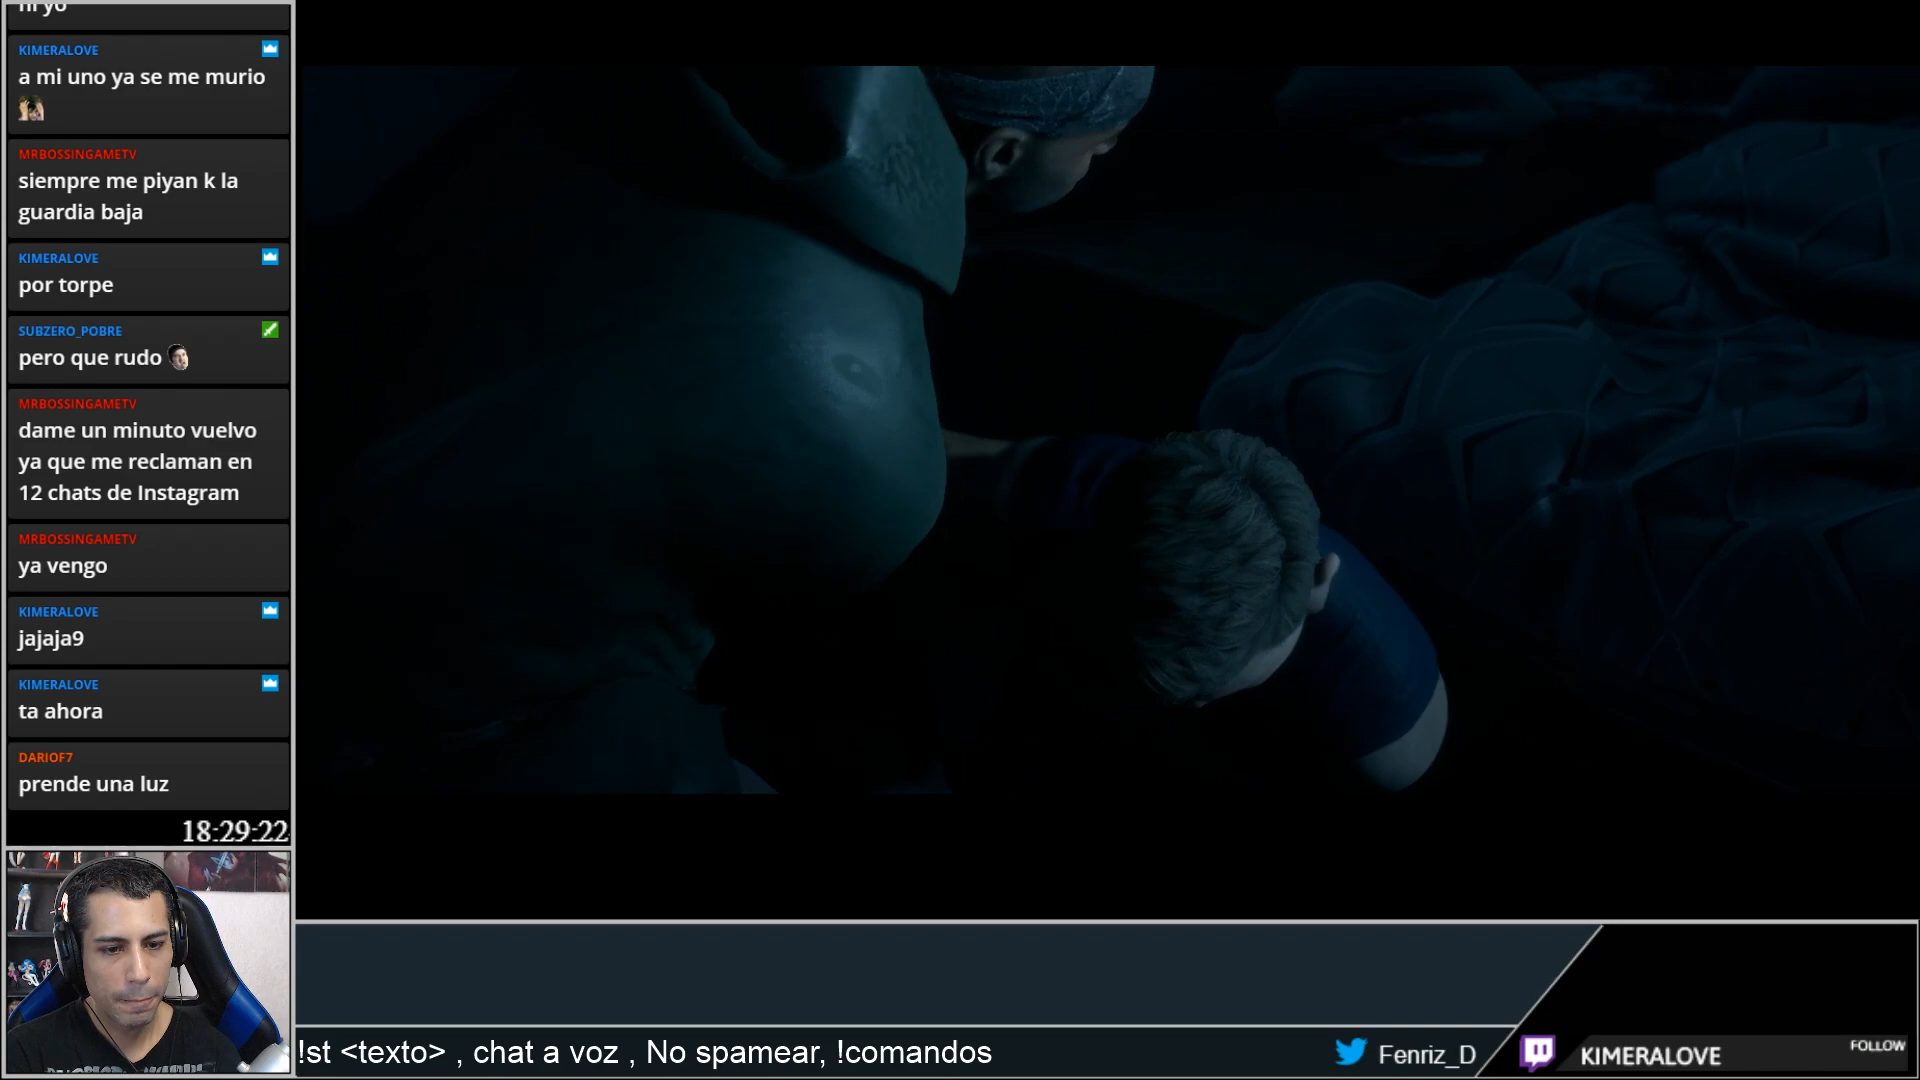 ni yo
KIMERALOVE
a mi uno ya se me murio
MRBOSSINGAMETV
siempre me piyan k la
guardia baja
KIMERALOVE
por torpe
SUBZERO_POBRE
pero que rudo
MRBOSSINGAMETV
dame un minuto vuelvo
ya que me reclaman en
12 chats de Instagram
MRBOSSINGAMETV
ya vengo
KIMERALOVE
jajaja9
KIMERALOVE
ta ahora
DARIOF7
prende una luz
18:29:22
!st <texto> , chat a voz , No spamear, !comandos
Fenriz_D
KIMERALOVE
FOLLOW